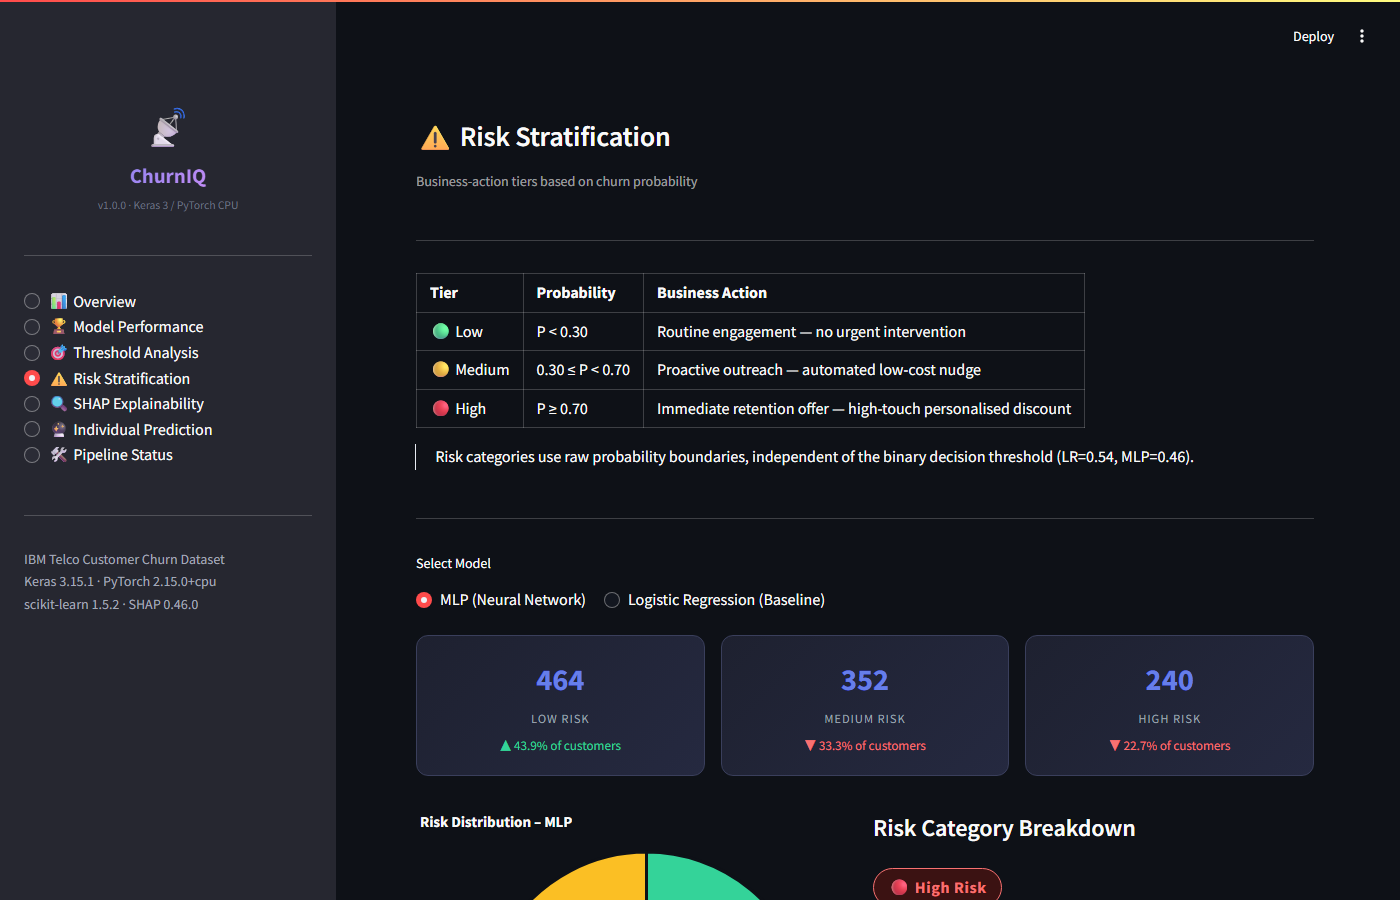 Deploy
ChurnIQ
v1.0.0 · Keras 3 / PyTorch CPU
Overview
Model Performance
Threshold Analysis
Risk Stratification
SHAP Explainability
Individual Prediction
Pipeline Status
IBM Telco Customer Churn Dataset
Keras 3.15.1 · PyTorch 2.15.0+cpu
scikit-learn 1.5.2 · SHAP 0.46.0
Risk Stratification
Business-action tiers based on churn probability
Tier Probability Business Action
Low P < 0.30 Routine engagement — no urgent intervention
Medium 0.30 ≤ P < 0.70 Proactive outreach — automated low-cost nudge
High P ≥ 0.70 Immediate retention offer — high-touch personalised discount
Risk categories use raw probability boundaries, independent of the binary decision threshold (LR=0.54, MLP=0.46).
Select Model
MLP (Neural Network) Logistic Regression (Baseline)
464 352 240
LOW RISK MEDIUM RISK HIGH RISK
▲ 43.9% of customers ▼ 33.3% of customers ▼ 22.7% of customers
Risk Distribution – MLP
Risk Category Breakdown
High Risk